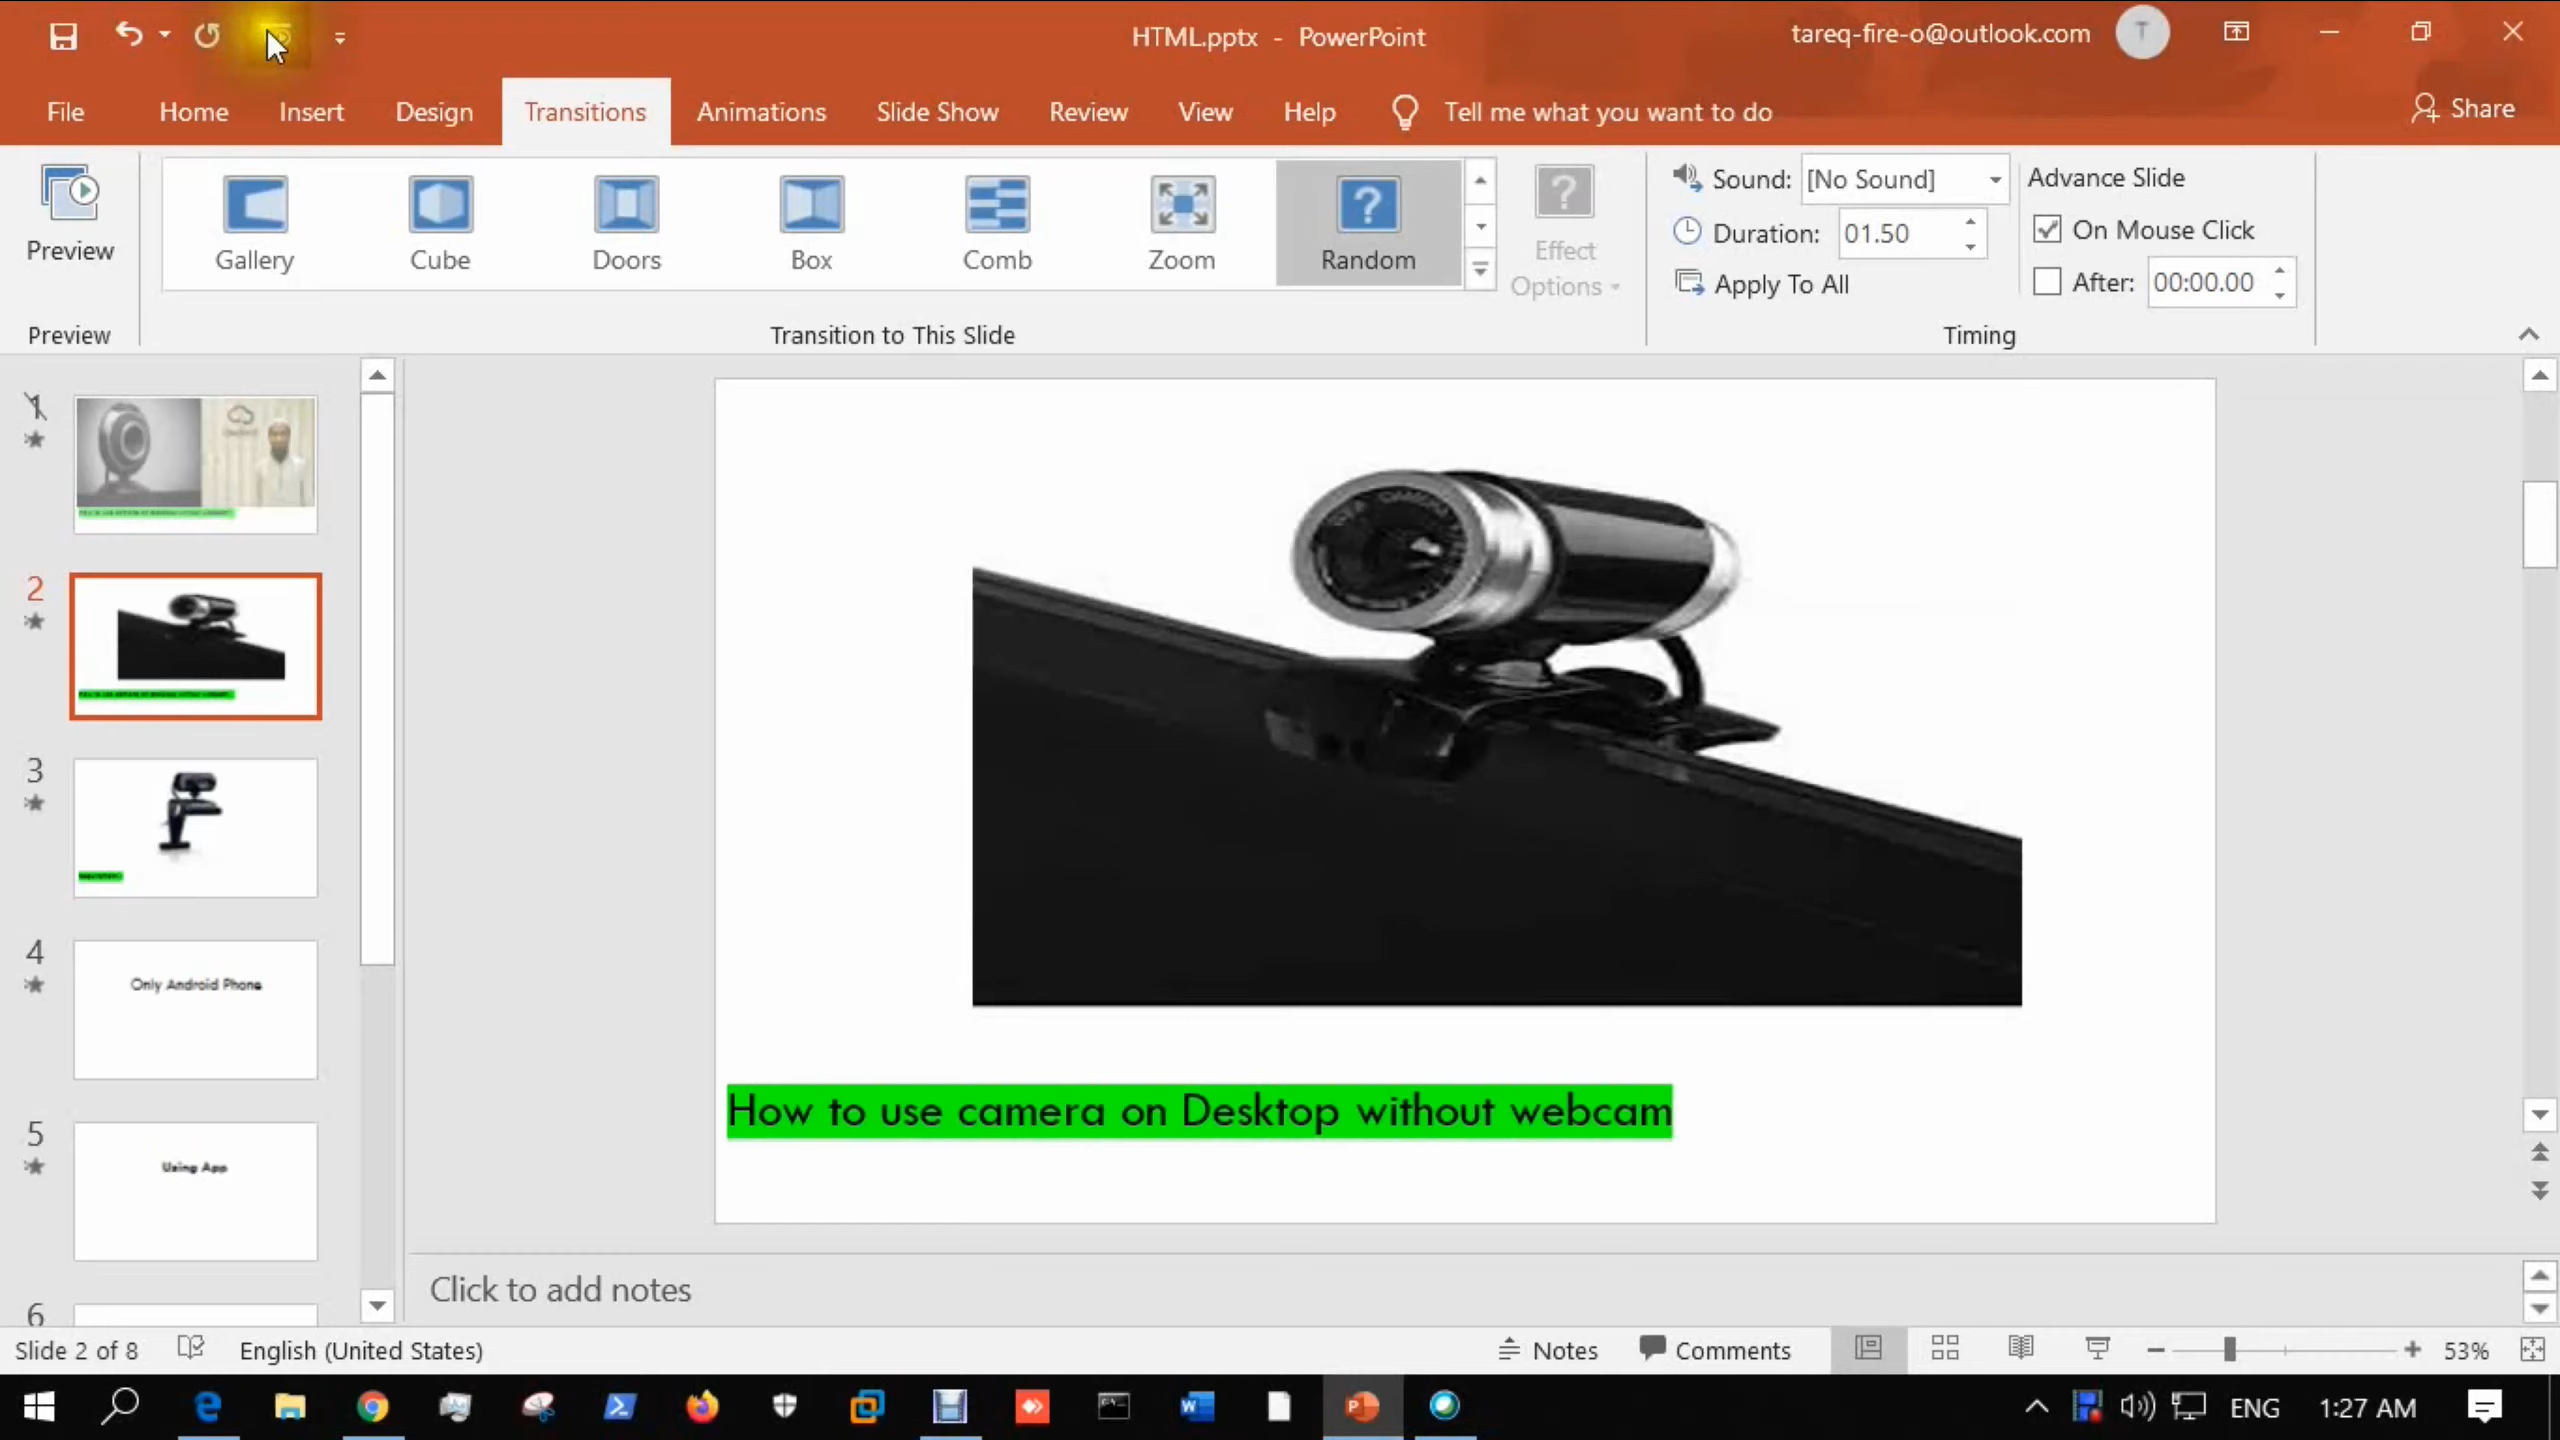 HTML.pptx - PowerPoint
tareq-fire-o@outlook.com
T
File Home Insert Design Transitions Animations Slide Show Review View Help Tell me what you want to do Share
Preview
Gallery Cube Doors Box Comb Zoom Random
Effect Options
Sound: [No Sound]
Duration: 01.50
Apply To All
Advance Slide
On Mouse Click
After: 00:00.00
Preview Transition to This Slide Timing
1
2
3
4
Only Android Phone
5
Using App
6
How to use camera on Desktop without webcam
Click to add notes
Slide 2 of 8 English (United States) Notes Comments 53%
ENG 1:27 AM